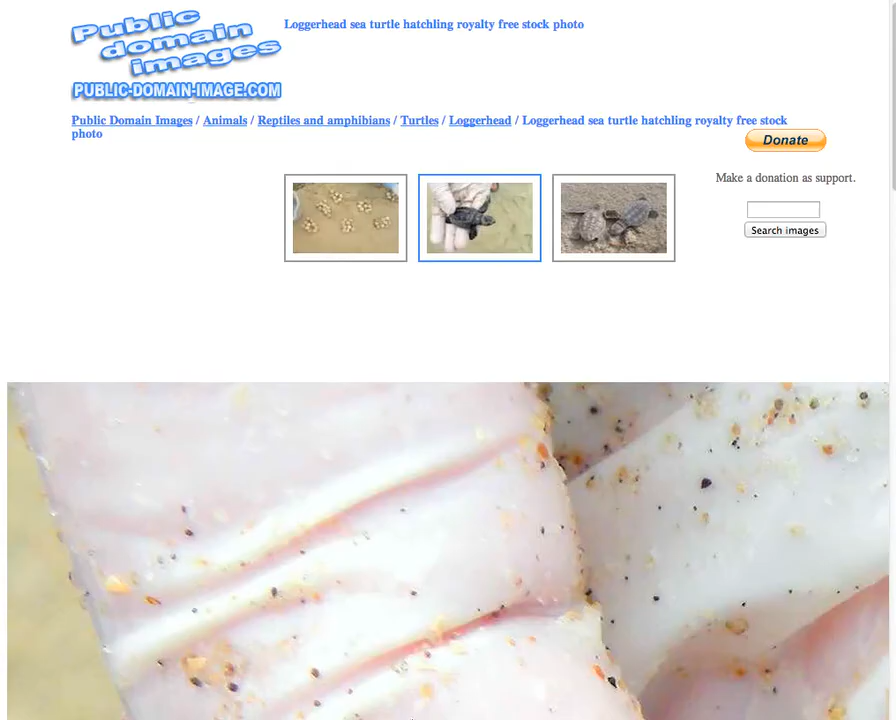 Public
domain
images
PUBLIC-DOMAIN-IMAGE.COM
Loggerhead sea turtle hatchling royalty free stock photo
Public Domain Images / Animals / Reptiles and amphibians / Turtles / Loggerhead / Loggerhead sea turtle hatchling royalty free stock
photo
Donate
Make a donation as support.
Search images